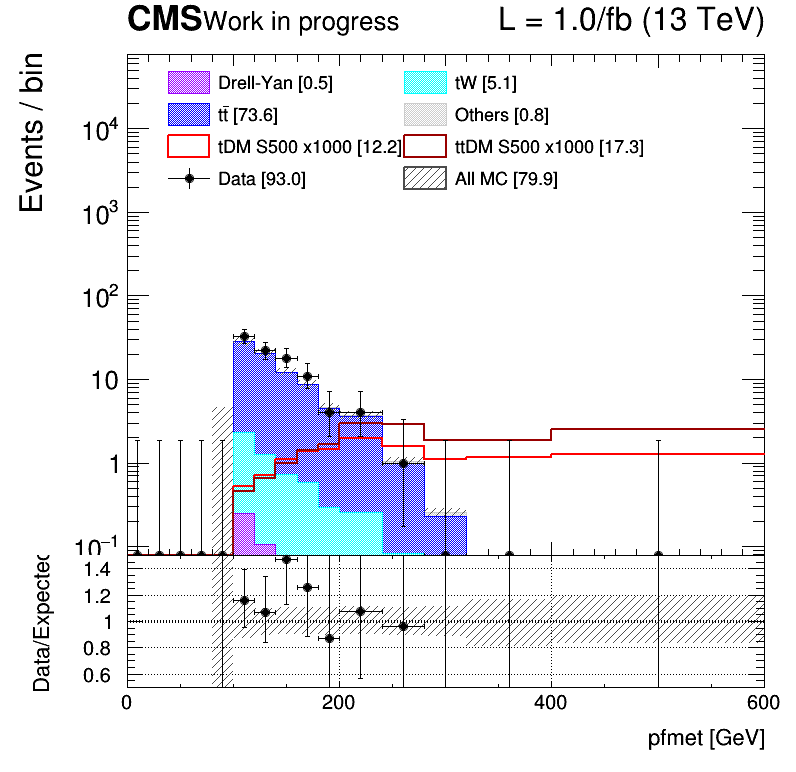 CMS Work in progress L = 1.0/fb (13 TeV)
Events / bin
Drell-Yan [0.5] tW [5.1]
tt̄ [73.6] Others [0.8]
tDM S500 x1000 [12.2] ttDM S500 x1000 [17.3]
Data [93.0] All MC [79.9]
10⁴
10³
10²
10
1
10⁻¹
Data/Expected
1.4
1.2
1
0.8
0.6
0 200 400 600
pfmet [GeV]